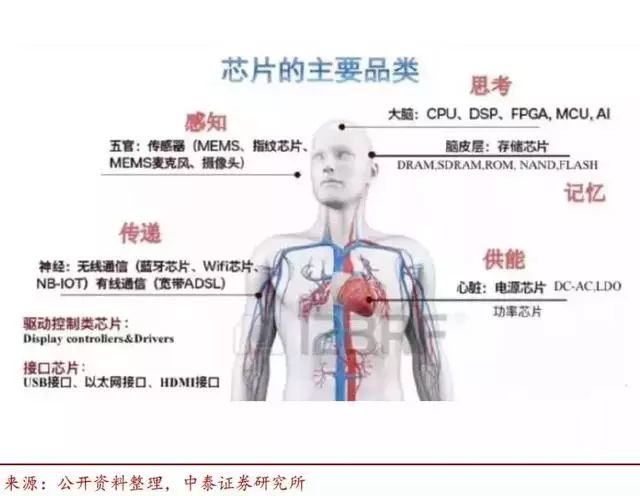 芯片的主要品类
思考
大脑：CPU、DSP、FPGA, MCU, AI
感知
五官：传感器（MEMS、指纹芯片、
MEMS麦克风、摄像头）
脑皮层：存储芯片
DRAM,SDRAM,ROM, NAND,FLASH
记忆
传递
神经：无线通信（蓝牙芯片、Wifi芯片、
NB-IOT）有线通信（宽带ADSL）
供能
心脏：电源芯片 DC-AC,LDO
功率芯片
驱动控制类芯片：
Display controllers&Drivers
接口芯片：
USB接口、以太网接口、HDMI接口
123RF
来源：公开资料整理，中泰证券研究所